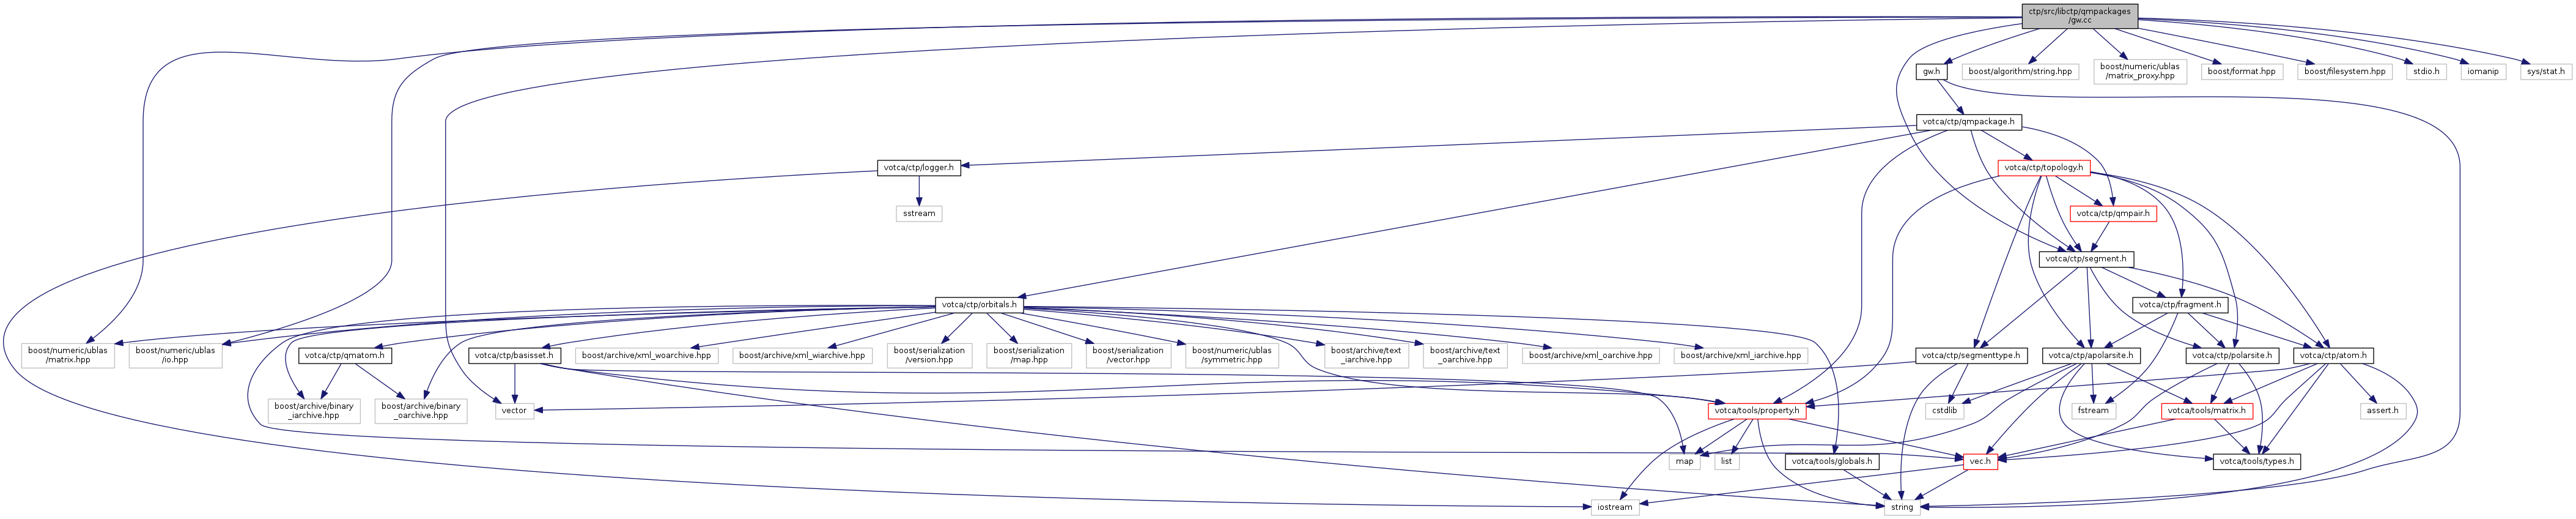 ctp/src/libctp/qmpackages
/gw.cc
gw.h
boost/algorithm/string.hpp
boost/numeric/ublas
/matrix_proxy.hpp
boost/format.hpp
boost/filesystem.hpp
stdio.h
iomanip
sys/stat.h
votca/ctp/qmpackage.h
votca/ctp/logger.h
votca/ctp/topology.h
sstream
votca/ctp/qmpair.h
votca/ctp/segment.h
votca/ctp/orbitals.h
votca/ctp/fragment.h
boost/numeric/ublas
/matrix.hpp
boost/numeric/ublas
/io.hpp
votca/ctp/qmatom.h
votca/ctp/basisset.h
boost/archive/xml_woarchive.hpp
boost/archive/xml_wiarchive.hpp
boost/serialization
/version.hpp
boost/serialization
/map.hpp
boost/serialization
/vector.hpp
boost/numeric/ublas
/symmetric.hpp
boost/archive/text
_iarchive.hpp
boost/archive/text
_oarchive.hpp
boost/archive/xml_oarchive.hpp
boost/archive/xml_iarchive.hpp
votca/ctp/segmenttype.h
votca/ctp/apolarsite.h
votca/ctp/polarsite.h
votca/ctp/atom.h
boost/archive/binary
_iarchive.hpp
boost/archive/binary
_oarchive.hpp
vector
votca/tools/property.h
cstdlib
fstream
votca/tools/matrix.h
assert.h
map
list
votca/tools/globals.h
vec.h
votca/tools/types.h
iostream
string